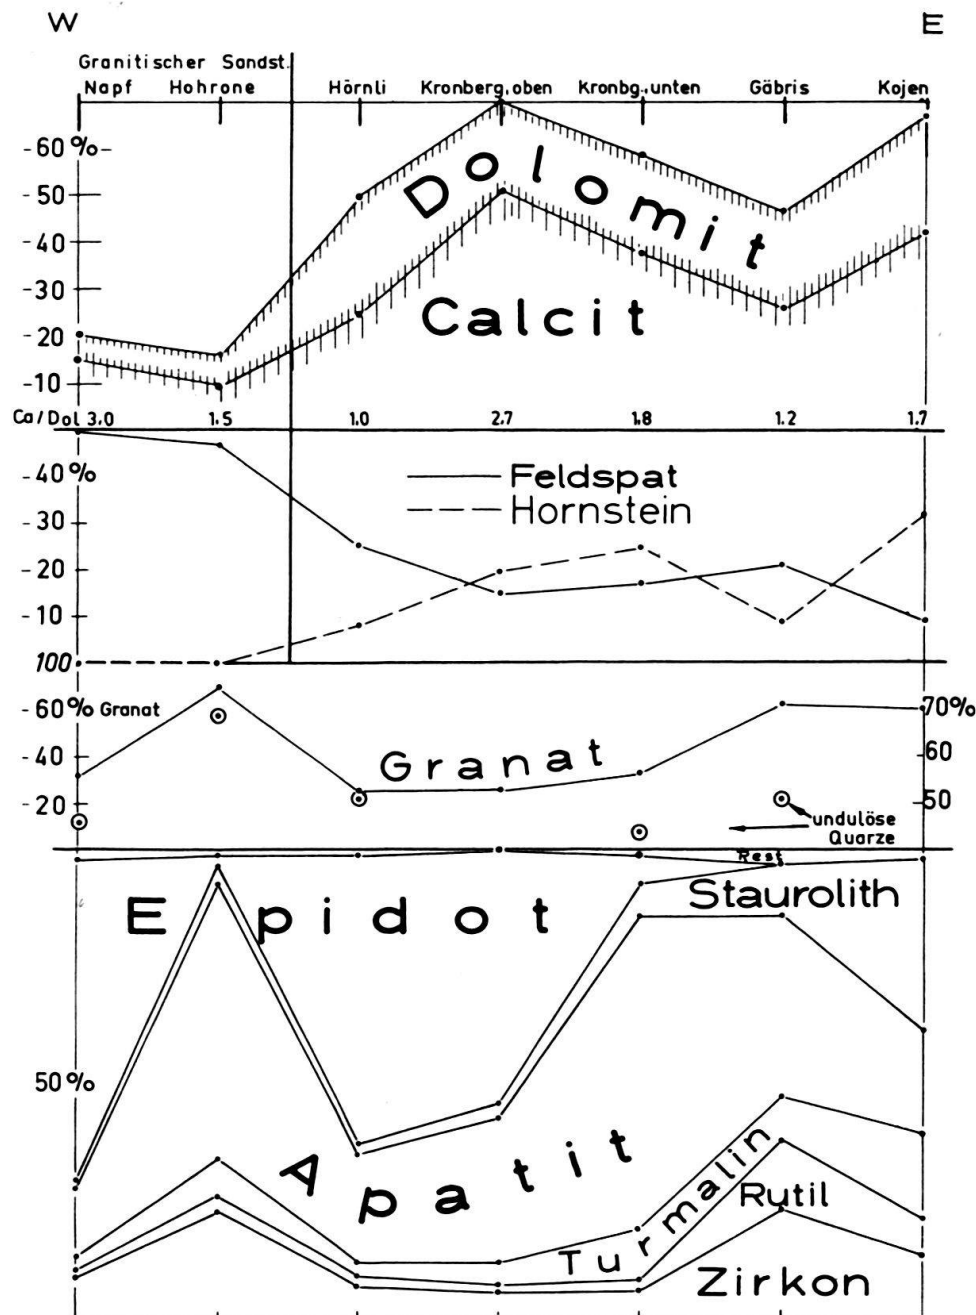 W E
Granitischer Sandst.
Napf Hohrone Hörnli Kronberg, oben Kronbg., unten Gäbris Kojen
-60%-
-50
-40
-30
-20
-10
Dolomit
Calcit
Ca/Dol 3.0 1.5 1.0 2.7 1.8 1.2 1.7
-40%
-30
-20
-10
Feldspat
Hornstein
100
-60% Granat
-40
-20
Granat
70%
60
50
undulöse
Quarze
Rest
Epidot
Staurolith
50%
Apatit
Turmalin
Rutil
Zirkon